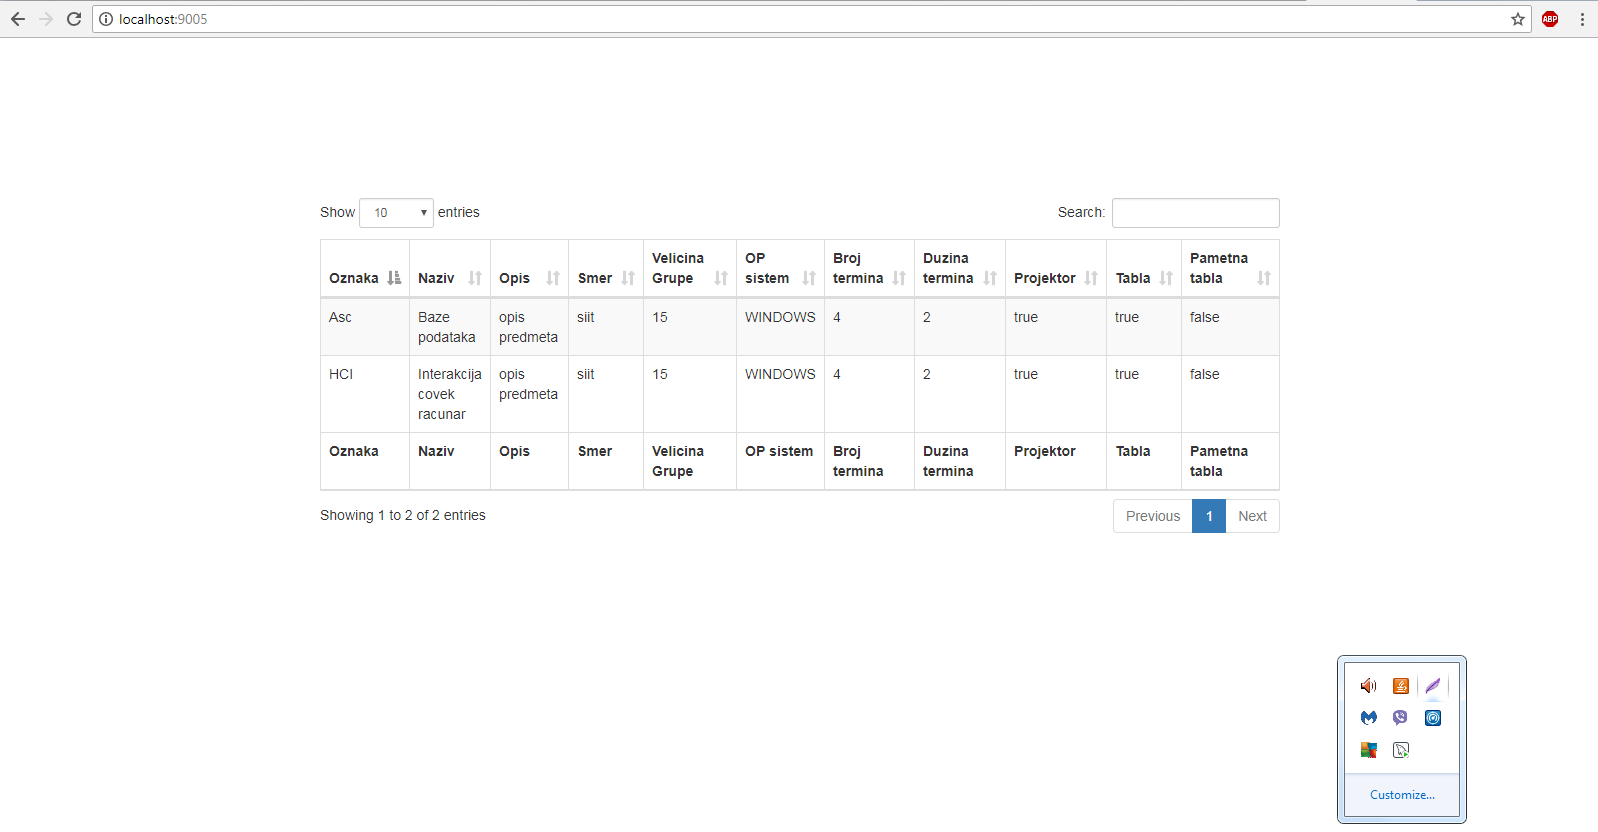 localhost:9005
ABP
Show 10 entries
Search:
Oznaka Naziv Opis Smer Velicina Grupe OP sistem Broj termina Duzina termina Projektor Tabla Pametna tabla
Asc Baze podataka opis predmeta siit 15 WINDOWS 4 2 true true false
HCI Interakcija covek racunar opis predmeta siit 15 WINDOWS 4 2 true true false
Oznaka Naziv Opis Smer Velicina Grupe OP sistem Broj termina Duzina termina Projektor Tabla Pametna tabla
Showing 1 to 2 of 2 entries
Previous 1 Next
Customize...